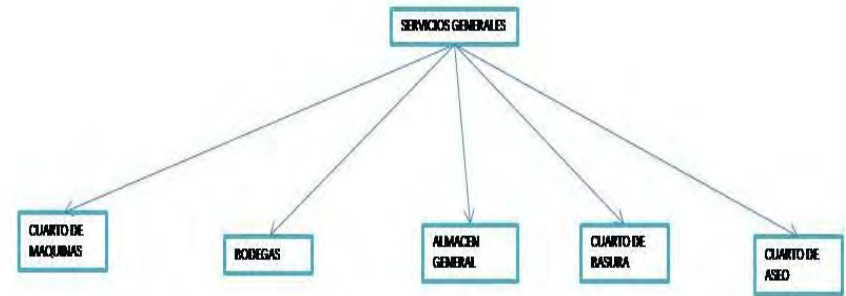 SERVICIOS GENERALES
CUARTO DE
MAQUINAS
BODEGAS
ALMACEN
GENERAL
CUARTO DE
BASURA
CUARTO DE
ASEO